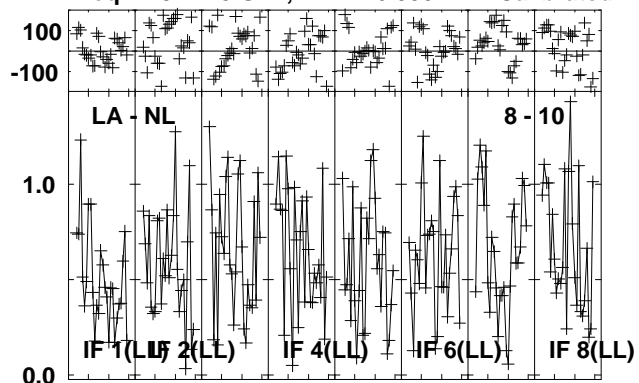 100
-100
LA - NL 8 - 10
1.0
0.0
IF 1(LL) IF 2(LL) IF 4(LL) IF 6(LL) IF 8(LL)